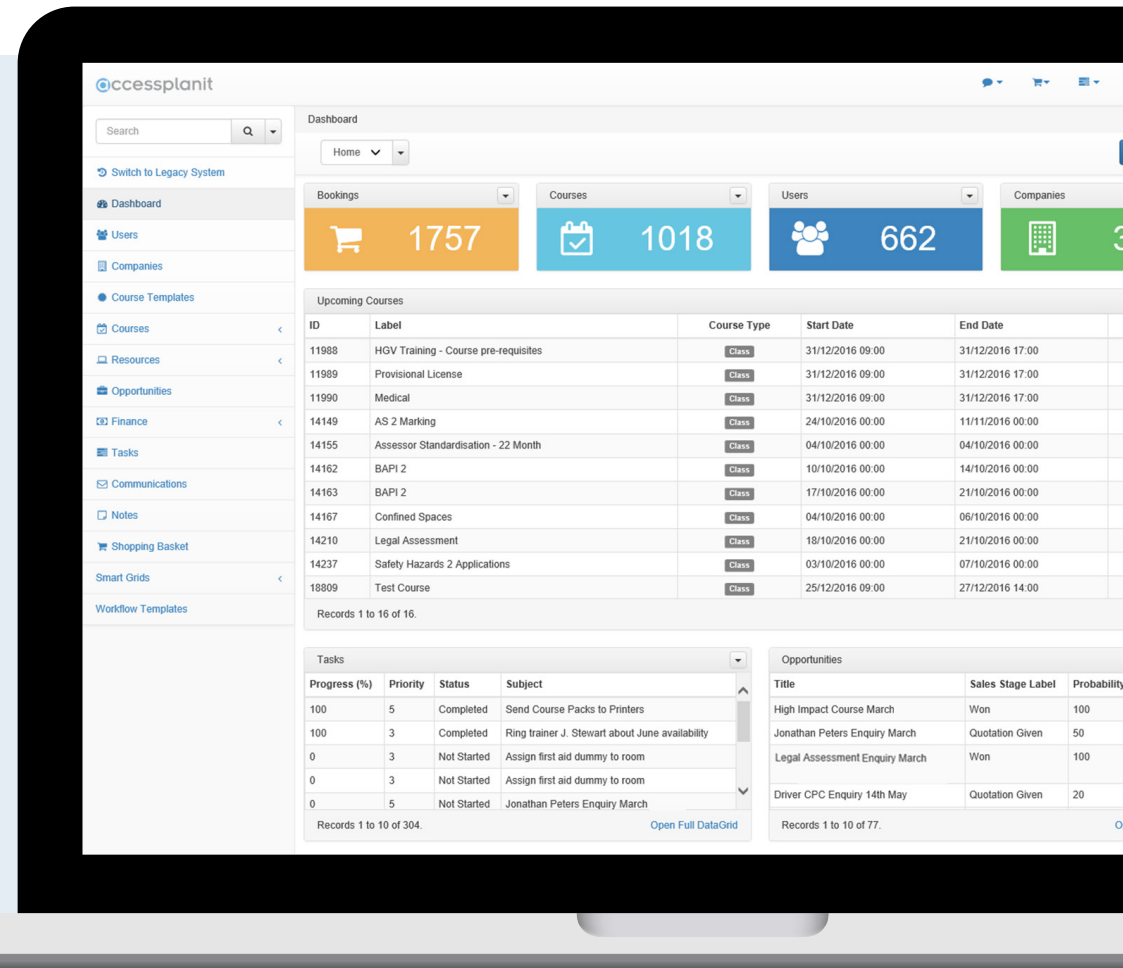 accessplanit
Search
Switch to Legacy System
Dashboard
Users
Companies
Course Templates
Courses
Resources
Opportunities
Finance
Tasks
Communications
Notes
Shopping Basket
Smart Grids
Workflow Templates
Dashboard
Home
Bookings
1757
Courses
1018
Users
662
Companies
3
Upcoming Courses
ID Label Course Type Start Date End Date
11988 HGV Training - Course pre-requisites Class 31/12/2016 09:00 31/12/2016 17:00
11989 Provisional License Class 31/12/2016 09:00 31/12/2016 17:00
11990 Medical Class 31/12/2016 09:00 31/12/2016 17:00
14149 AS 2 Marking Class 24/10/2016 00:00 11/11/2016 00:00
14155 Assessor Standardisation - 22 Month Class 04/10/2016 00:00 04/10/2016 00:00
14162 BAPI 2 Class 10/10/2016 00:00 14/10/2016 00:00
14163 BAPI 2 Class 17/10/2016 00:00 21/10/2016 00:00
14167 Confined Spaces Class 04/10/2016 00:00 06/10/2016 00:00
14210 Legal Assessment Class 18/10/2016 00:00 21/10/2016 00:00
14237 Safety Hazards 2 Applications Class 03/10/2016 00:00 07/10/2016 00:00
18809 Test Course Class 25/12/2016 09:00 27/12/2016 14:00
Records 1 to 16 of 16.
Tasks
Progress (%) Priority Status Subject
100 5 Completed Send Course Packs to Printers
100 3 Completed Ring trainer J. Stewart about June availability
0 3 Not Started Assign first aid dummy to room
0 3 Not Started Assign first aid dummy to room
0 5 Not Started Jonathan Peters Enquiry March
Records 1 to 10 of 304. Open Full DataGrid
Opportunities
Title Sales Stage Label Probability
High Impact Course March Won 100
Jonathan Peters Enquiry March Quotation Given 50
Legal Assessment Enquiry March Won 100
Driver CPC Enquiry 14th May Quotation Given 20
Records 1 to 10 of 77.